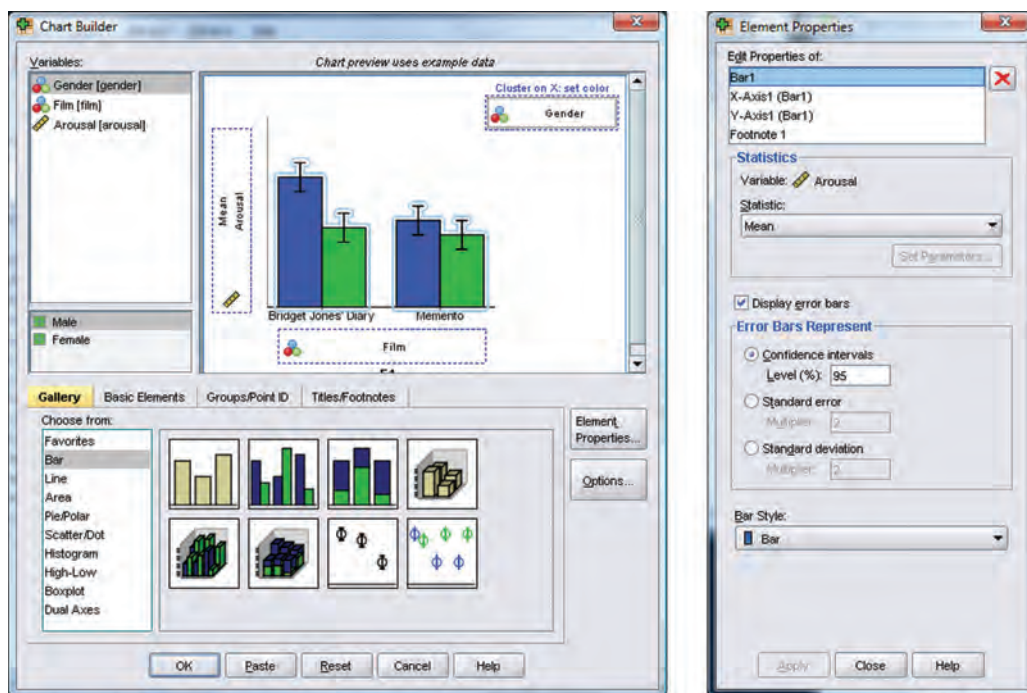 Chart Builder
Variables:
Gender [gender]
Film [film]
Arousal [arousal]
Male
Female
Chart preview uses example data
Cluster on X: set color
Gender
Mean
Arousal
Bridget Jones' Diary
Memento
Film
Gallery
Basic Elements
Groups/Point ID
Titles/Footnotes
Choose from:
Favorites
Bar
Line
Area
Pie/Polar
Scatter/Dot
Histogram
High-Low
Boxplot
Dual Axes
Element
Properties...
Options...
OK
Paste
Reset
Cancel
Help
Element Properties
Edit Properties of:
Bar1
X-Axis1 (Bar1)
Y-Axis1 (Bar1)
Footnote 1
Statistics
Variable: Arousal
Statistic:
Mean
Set Parameters...
Display error bars
Error Bars Represent
Confidence intervals
Level (%): 95
Standard error
Multiplier: 2
Standard deviation
Multiplier: 2
Bar Style:
Bar
Apply
Close
Help